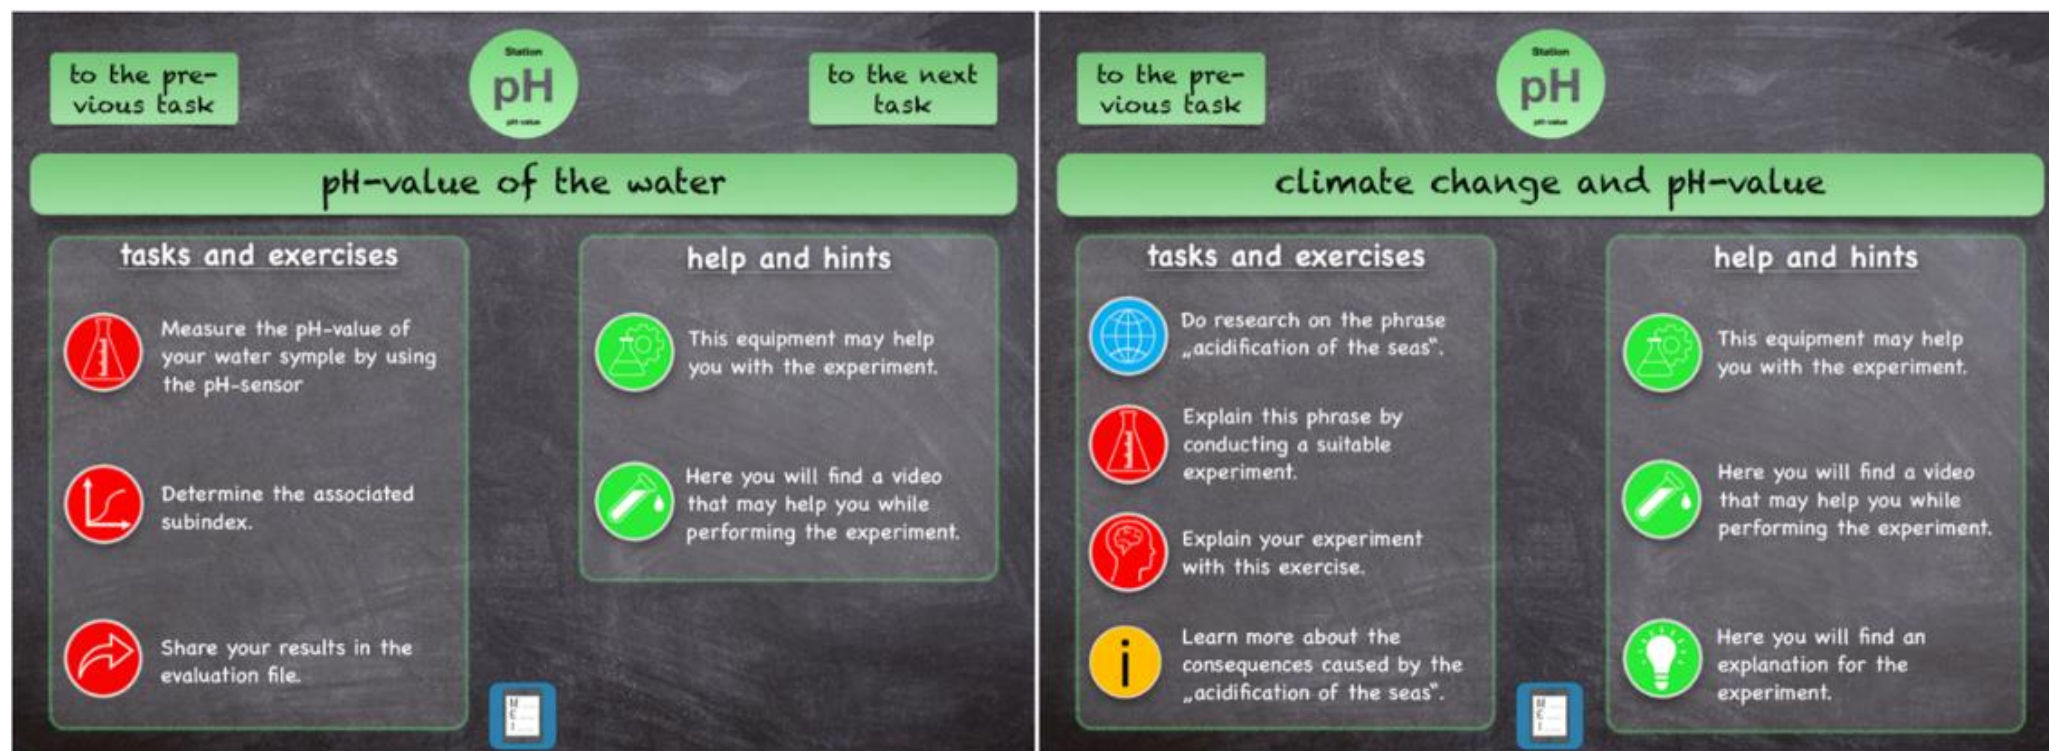 to the pre-
vious task
Station
pH
pH-value
to the next
task
pH-value of the water
tasks and exercises
Measure the pH-value of
your water symple by using
the pH-sensor
Determine the associated
subindex.
Share your results in the
evaluation file.
help and hints
This equipment may help
you with the experiment.
Here you will find a video
that may help you while
performing the experiment.
to the pre-
vious task
Station
pH
pH-value
climate change and pH-value
tasks and exercises
Do research on the phrase
„acidification of the seas“.
Explain this phrase by
conducting a suitable
experiment.
Explain your experiment
with this exercise.
i
Learn more about the
consequences caused by the
„acidification of the seas“.
help and hints
This equipment may help
you with the experiment.
Here you will find a video
that may help you while
performing the experiment.
Here you will find an
explanation for the
experiment.